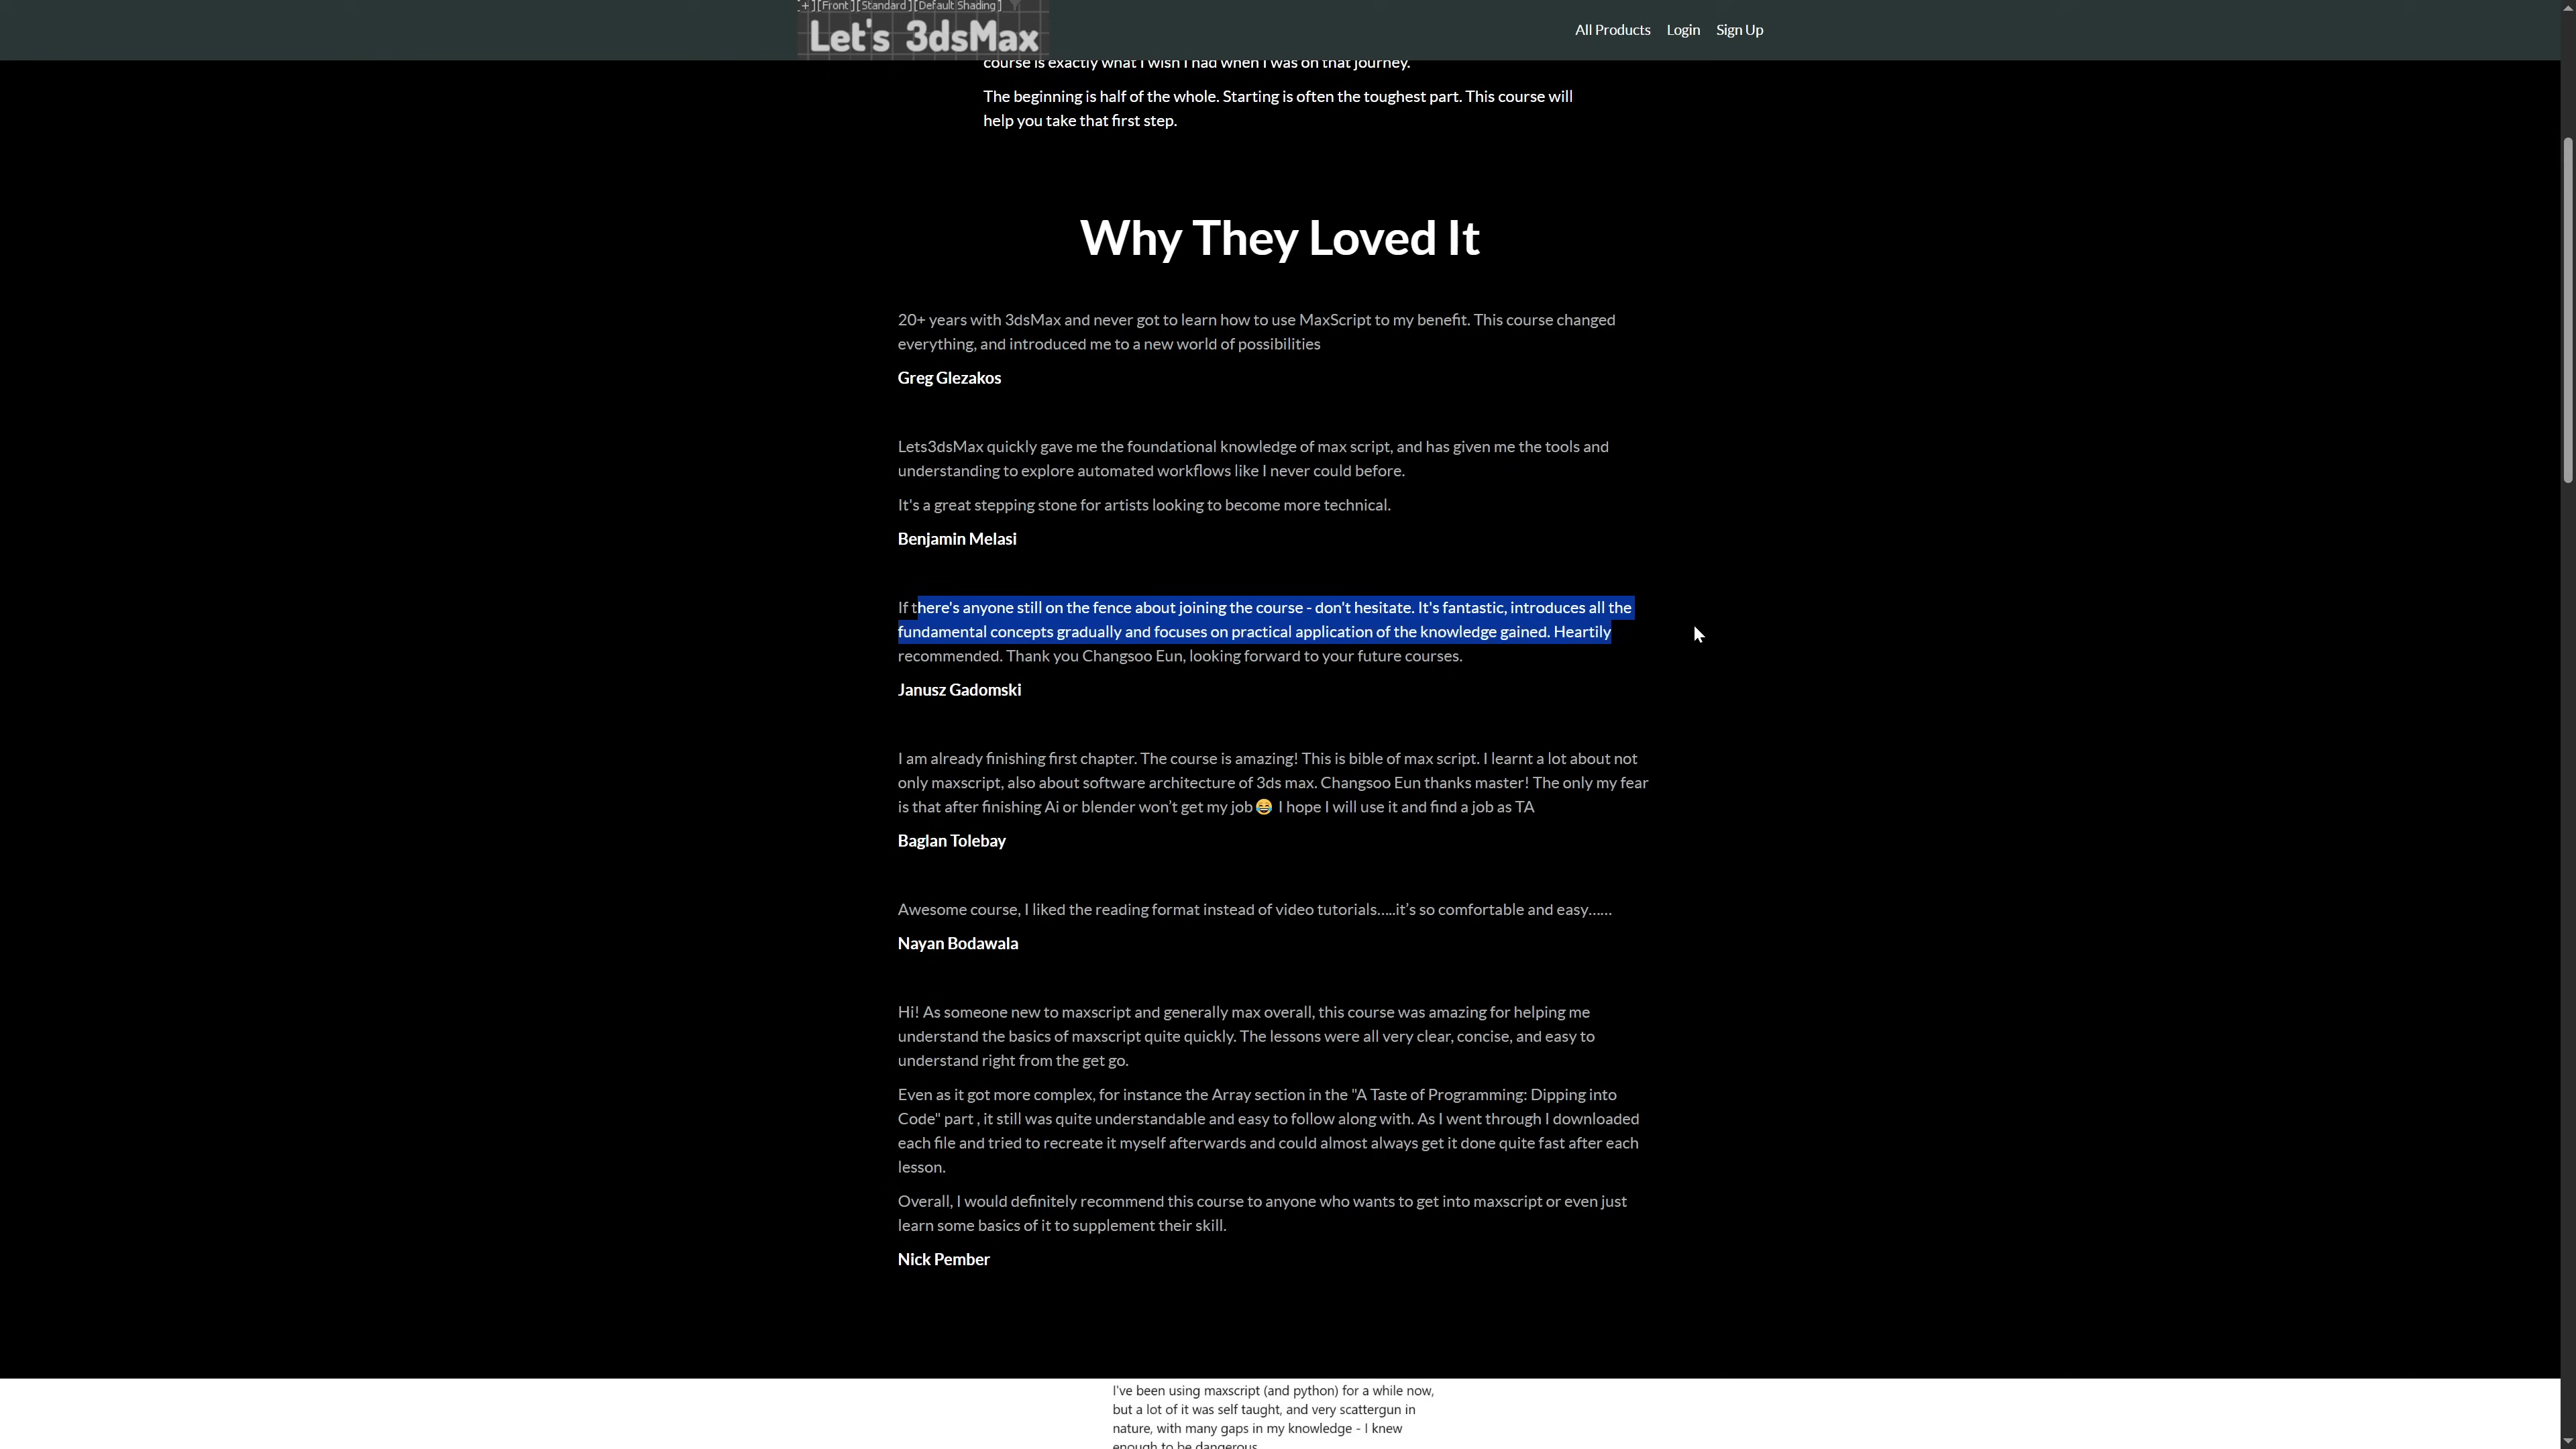 [+][Front][Standard][Default Shading]
Let's 3dsMax
All Products Login Sign Up
course is exactly what I wish I had when I was on that journey.
The beginning is half of the whole. Starting is often the toughest part. This course will
help you take that first step.
Why They Loved It
20+ years with 3dsMax and never got to learn how to use MaxScript to my benefit. This course changed
everything, and introduced me to a new world of possibilities
Greg Glezakos
Lets3dsMax quickly gave me the foundational knowledge of max script, and has given me the tools and
understanding to explore automated workflows like I never could before.
It's a great stepping stone for artists looking to become more technical.
Benjamin Melasi
If there's anyone still on the fence about joining the course - don't hesitate. It's fantastic, introduces all the
fundamental concepts gradually and focuses on practical application of the knowledge gained. Heartily
recommended. Thank you Changsoo Eun, looking forward to your future courses.
Janusz Gadomski
I am already finishing first chapter. The course is amazing! This is bible of max script. I learnt a lot about not
only maxscript, also about software architecture of 3ds max. Changsoo Eun thanks master! The only my fear
is that after finishing Ai or blender won't get my job😂 I hope I will use it and find a job as TA
Baglan Tolebay
Awesome course, I liked the reading format instead of video tutorials.....it's so comfortable and easy......
Nayan Bodawala
Hi! As someone new to maxscript and generally max overall, this course was amazing for helping me
understand the basics of maxscript quite quickly. The lessons were all very clear, concise, and easy to
understand right from the get go.
Even as it got more complex, for instance the Array section in the "A Taste of Programming: Dipping into
Code" part , it still was quite understandable and easy to follow along with. As I went through I downloaded
each file and tried to recreate it myself afterwards and could almost always get it done quite fast after each
lesson.
Overall, I would definitely recommend this course to anyone who wants to get into maxscript or even just
learn some basics of it to supplement their skill.
Nick Pember
I've been using maxscript (and python) for a while now,
but a lot of it was self taught, and very scattergun in
nature, with many gaps in my knowledge - I knew
enough to be dangerous